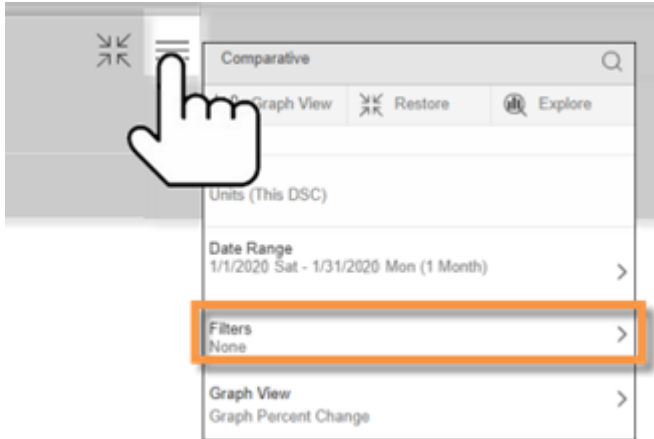 Comparative
Graph View Restore Explore
Units (This DSC)
Date Range
1/1/2020 Sat - 1/31/2020 Mon (1 Month)
Filters
None
Graph View
Graph Percent Change